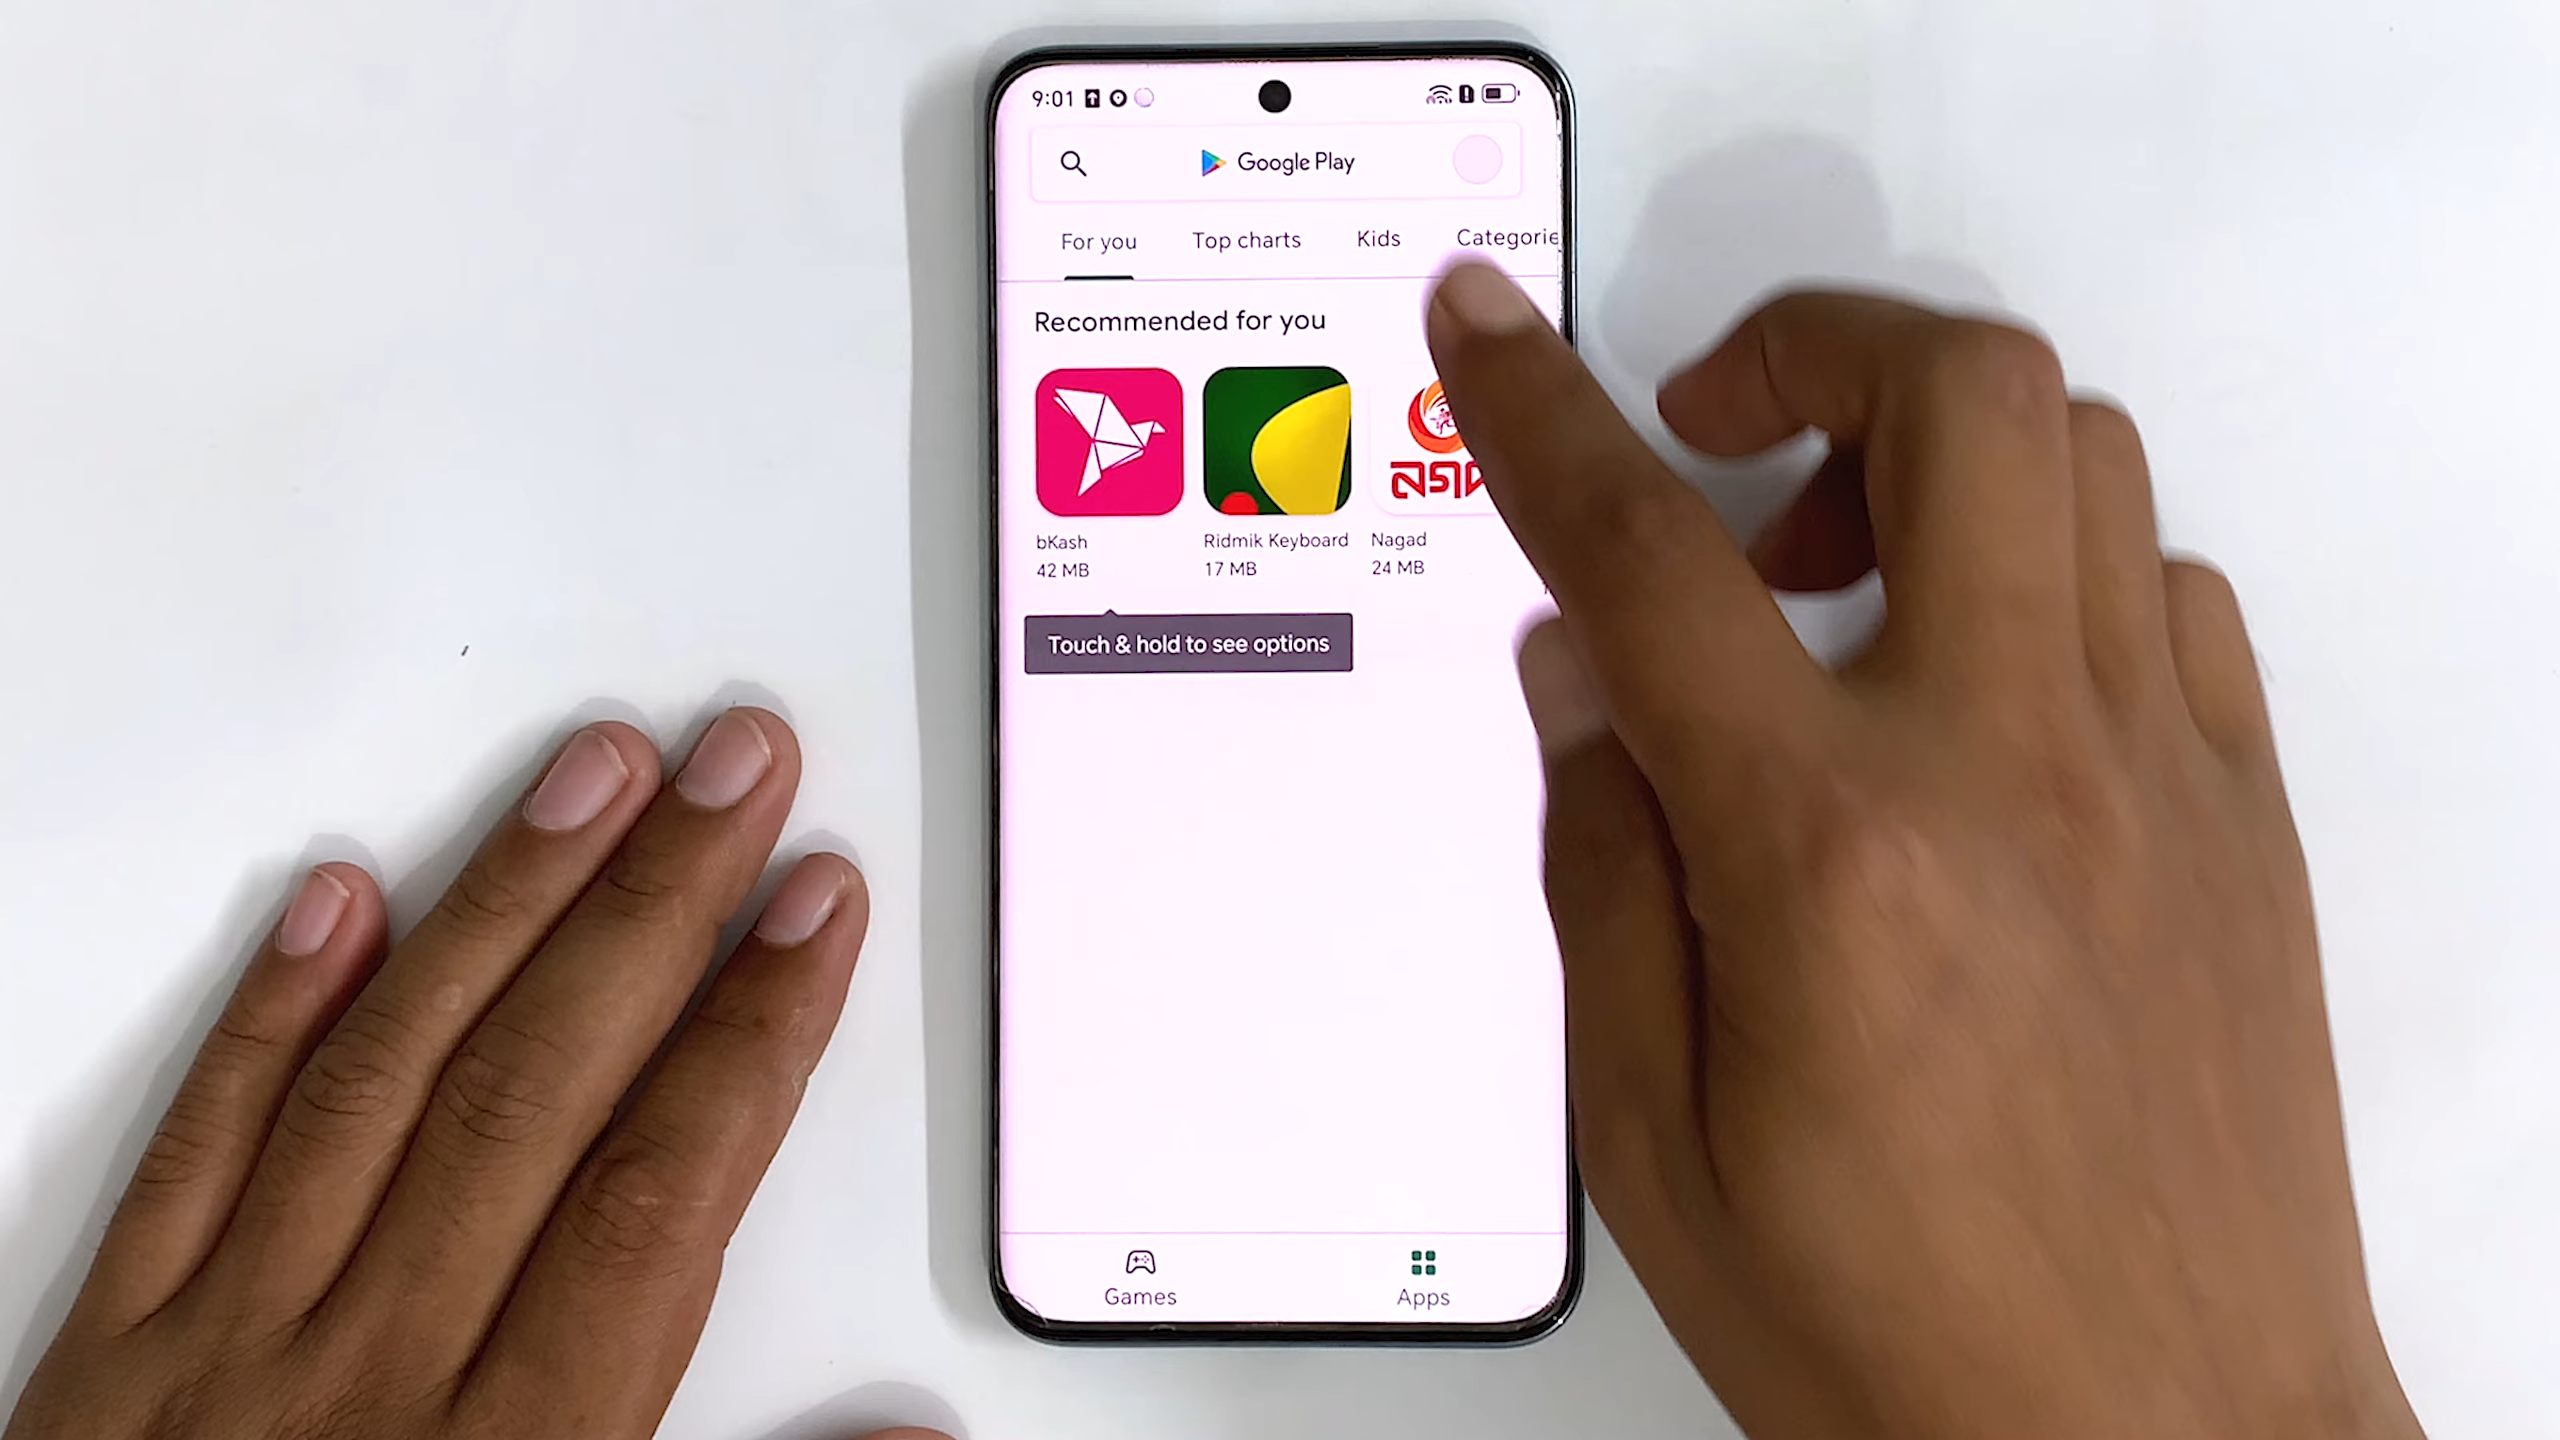 9:01
Google Play
For you Top charts Kids Categorie
Recommended for you
bKash Ridmik Keyboard Nagad
42 MB 17 MB 24 MB
Touch & hold to see options
Games Apps